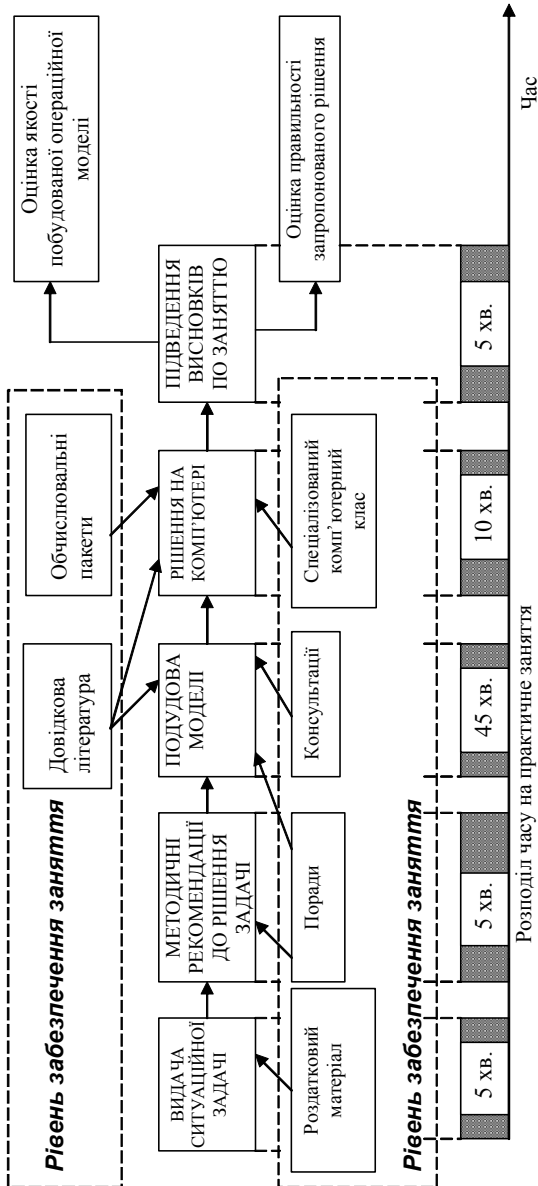 Рівень забезпечення заняття
Довідкова
література
Обчислювальні
пакети
Оцінка якості
побудованої операційної
моделі
ВИДАЧА
СИТУАЦІЙНОЇ
ЗАДАЧІ
МЕТОДИЧНІ
РЕКОМЕНДАЦІЇ
ДО РІШЕННЯ
ЗАДАЧІ
ПОДУДОВА
МОДЕЛІ
РІШЕННЯ НА
КОМП'ЮТЕРІ
ПІДВЕДЕННЯ
ВИСНОВКІВ
ПО ЗАНЯТТЮ
Роздатковий
матеріал
Поради
Консультації
Спеціалізований
комп'ютерний
клас
Оцінка правильності
запропонованого рішення
Рівень забезпечення заняття
5 хв.
5 хв.
45 хв.
10 хв.
5 хв.
Розподіл часу на практичне заняття
Час